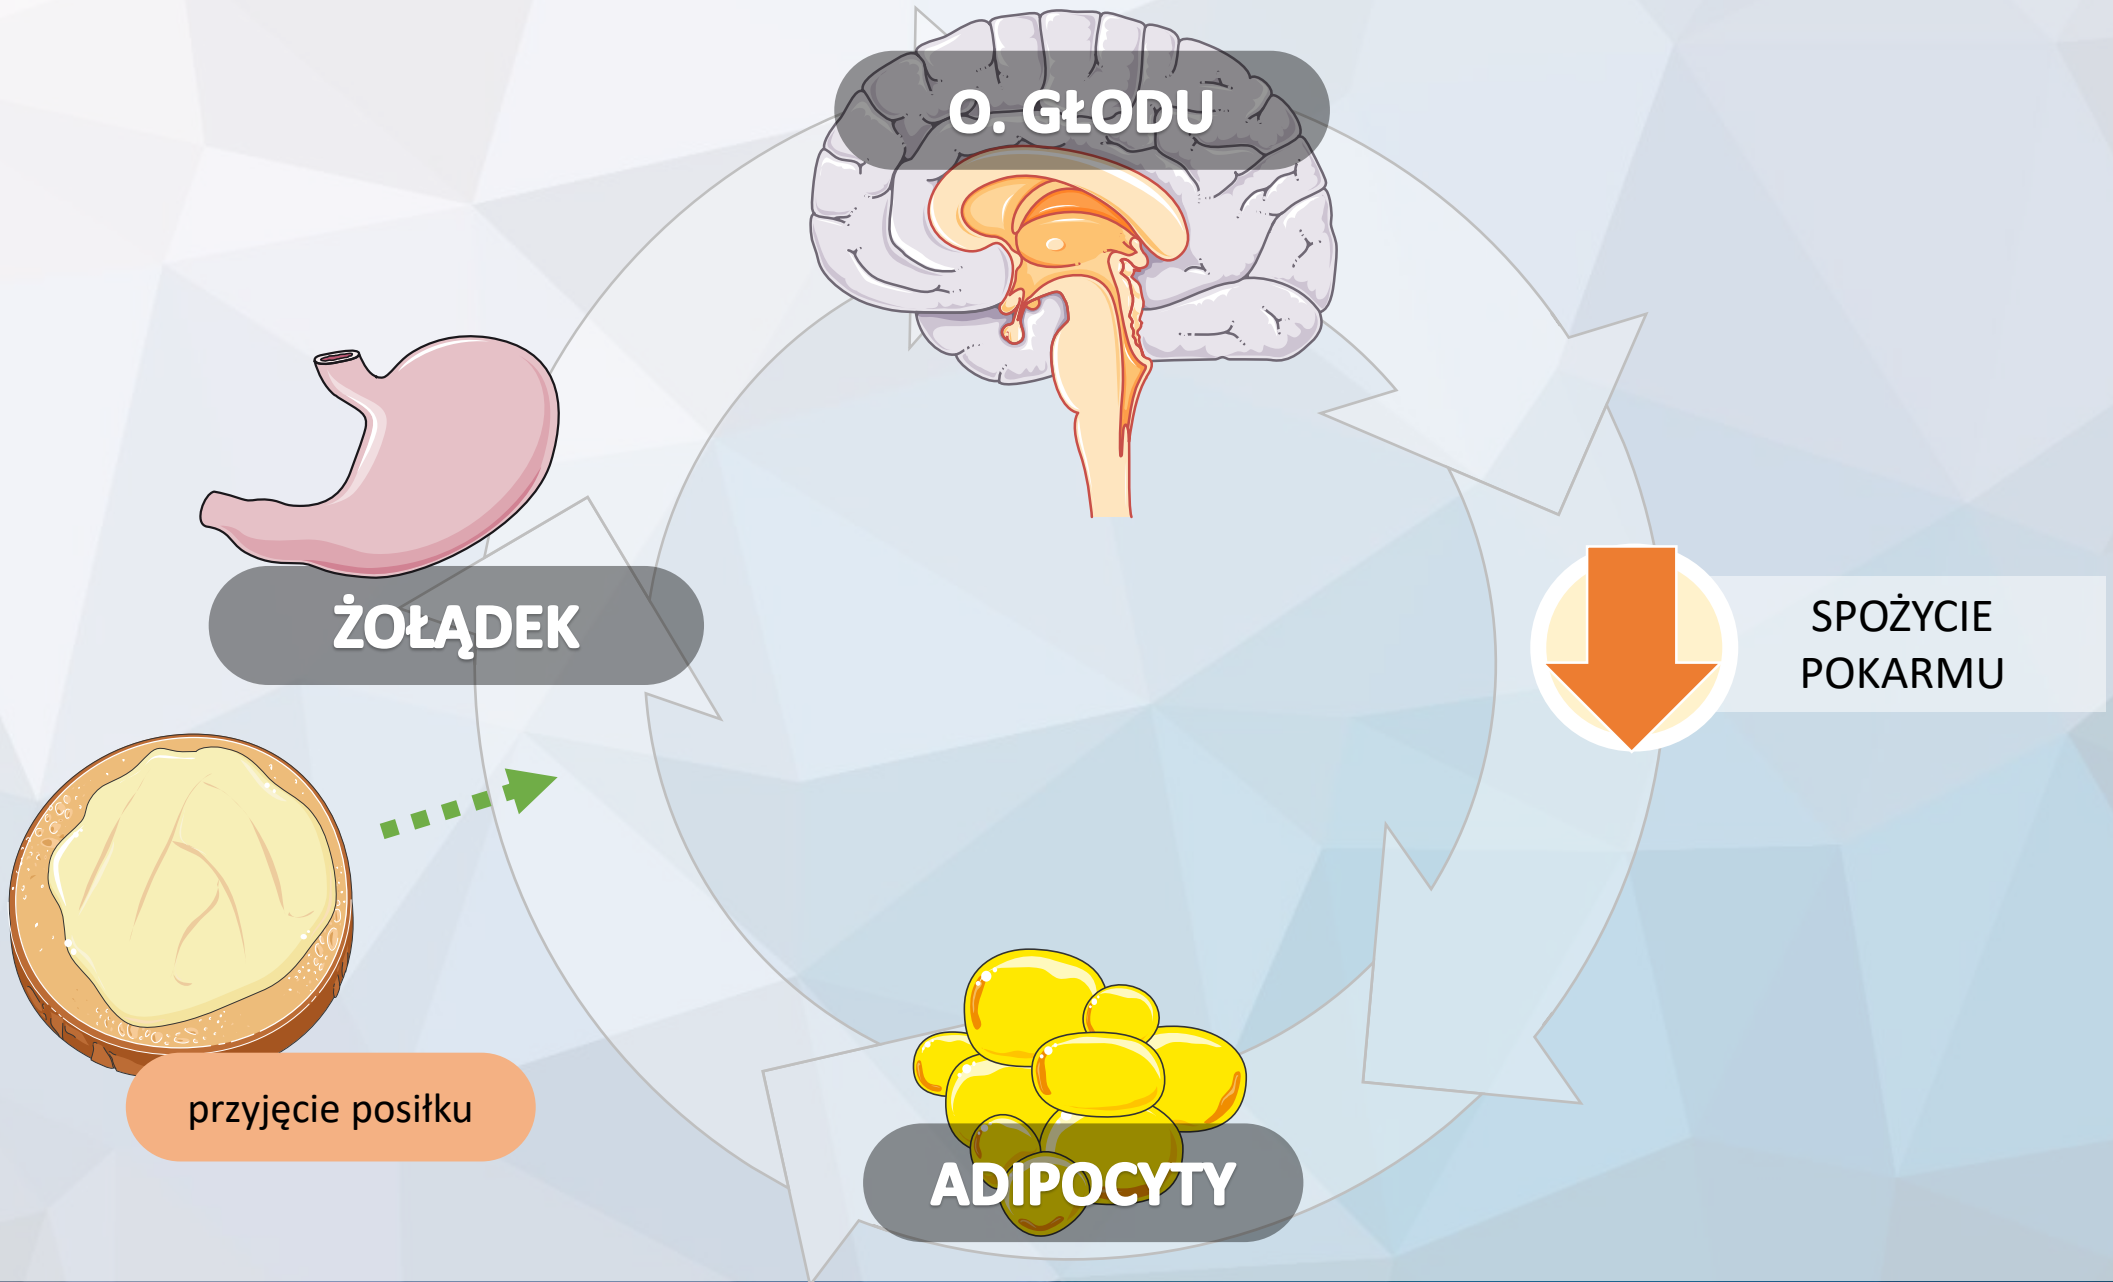 O. GŁODU
ŻOŁĄDEK
SPOŻYCIE
POKARMU
przyjęcie posiłku
ADIPOCYTY